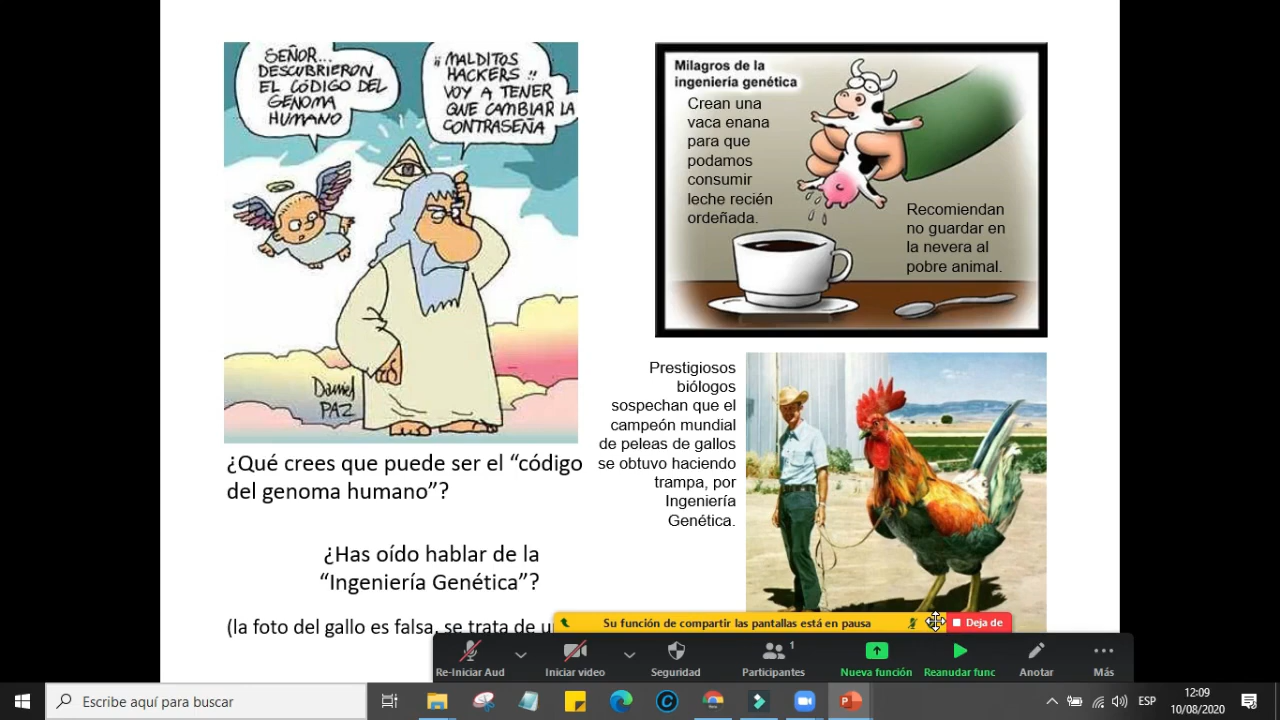 SEÑOR...
DESCUBRIERON
EL CÓDIGO DEL
GENOMA
HUMANO
¡¡MALDITOS
HACKERS!!
VOY A TENER
QUE CAMBIAR LA
CONTRASEÑA
Daniel
PAZ
Milagros de la
ingeniería genética
Crean una
vaca enana
para que
podamos
consumir
leche recién
ordeñada.
Recomiendan
no guardar en
la nevera al
pobre animal.
Prestigiosos
biólogos
sospechan que el
campeón mundial
de peleas de gallos
se obtuvo haciendo
trampa, por
Ingeniería
Genética.
¿Qué crees que puede ser el “código
del genoma humano”?
¿Has oído hablar de la
“Ingeniería Genética”?
(la foto del gallo es falsa, se trata de
Su función de compartir las pantallas está en pausa
Deja de
Re-Iniciar Aud
Iniciar video
Seguridad
Participantes
1
Nueva función
Reanudar func
Anotar
Más
Escribe aquí para buscar
ESP
12:09
10/08/2020